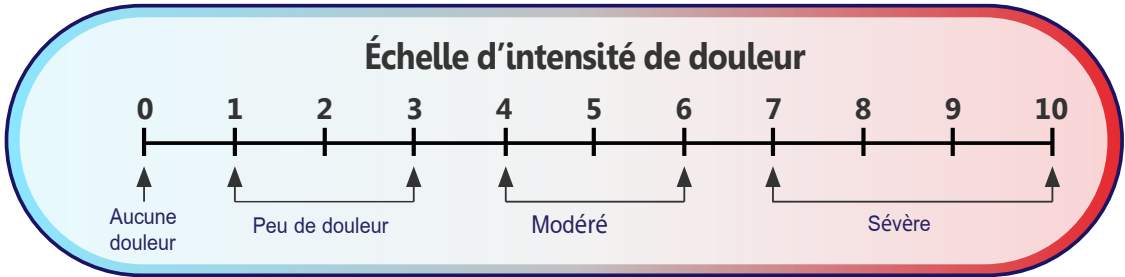 Échelle d'intensité de douleur
0 1 2 3 4 5 6 7 8 9 10
Aucune
douleur
Peu de douleur
Modéré
Sévère